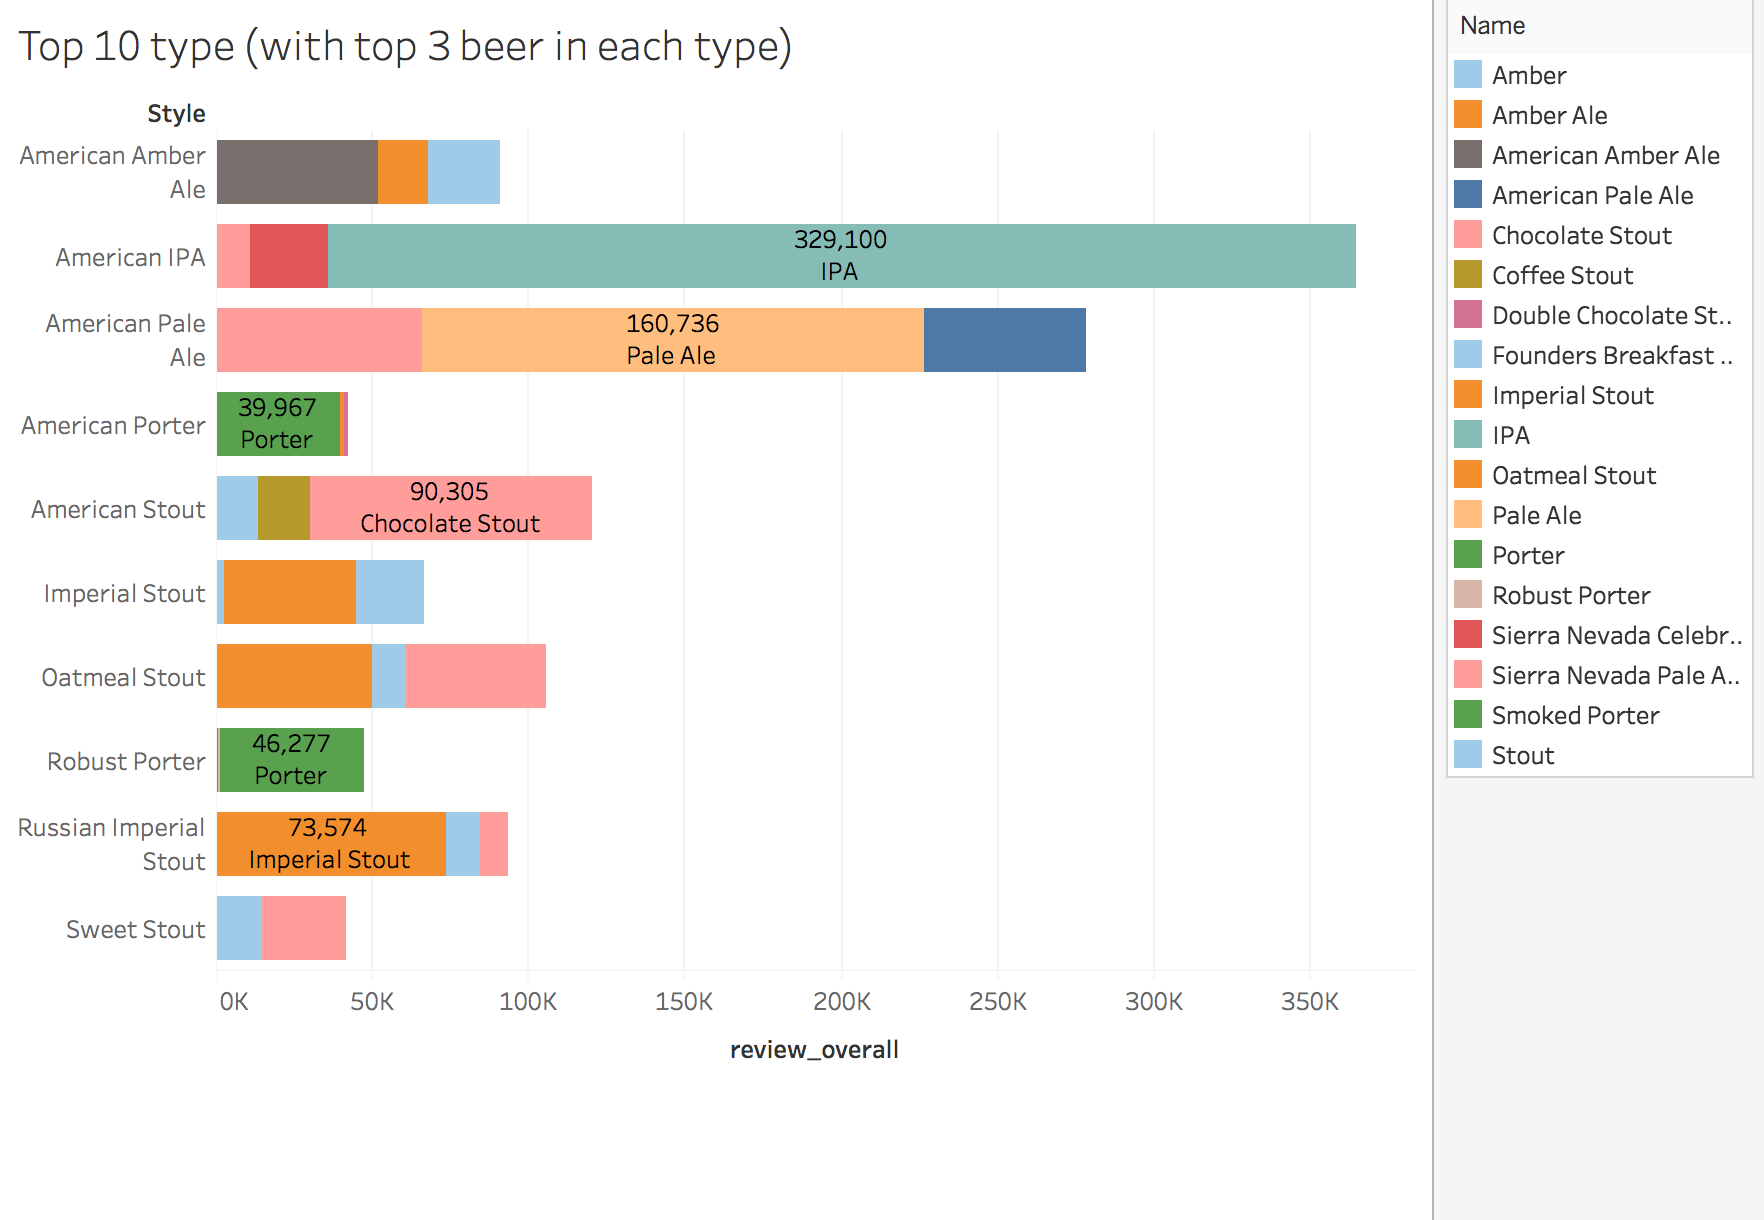 Top 10 type (with top 3 beer in each type)
Style
American Amber
Ale
American IPA
329,100
IPA
American Pale
Ale
160,736
Pale Ale
American Porter
39,967
Porter
American Stout
90,305
Chocolate Stout
Imperial Stout
Oatmeal Stout
Robust Porter
46,277
Porter
Russian Imperial
Stout
73,574
Imperial Stout
Sweet Stout
0K 50K 100K 150K 200K 250K 300K 350K
review_overall
Name
Amber
Amber Ale
American Amber Ale
American Pale Ale
Chocolate Stout
Coffee Stout
Double Chocolate St..
Founders Breakfast ..
Imperial Stout
IPA
Oatmeal Stout
Pale Ale
Porter
Robust Porter
Sierra Nevada Celebr..
Sierra Nevada Pale A..
Smoked Porter
Stout